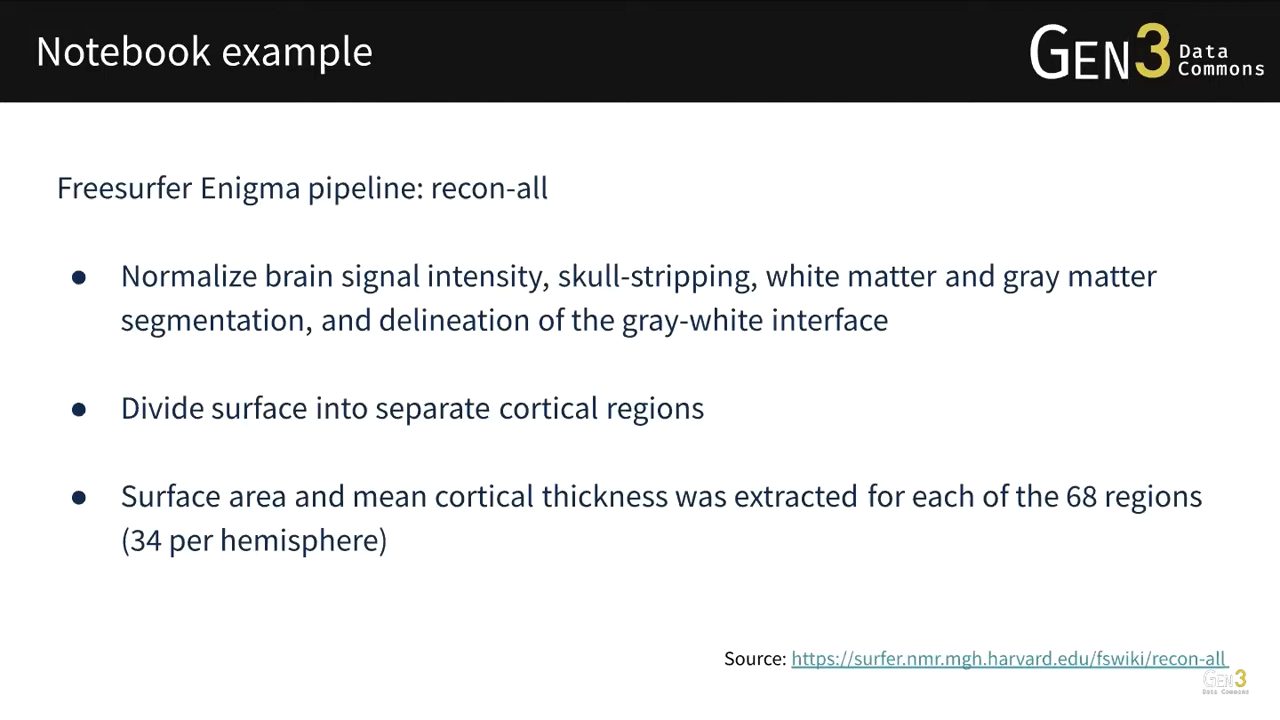 Notebook example
GEN3 Data Commons
Freesurfer Enigma pipeline: recon-all
● Normalize brain signal intensity, skull-stripping, white matter and gray matter
segmentation, and delineation of the gray-white interface
● Divide surface into separate cortical regions
● Surface area and mean cortical thickness was extracted for each of the 68 regions
(34 per hemisphere)
Source: https://surfer.nmr.mgh.harvard.edu/fswiki/recon-all
GEN3
Data Commons